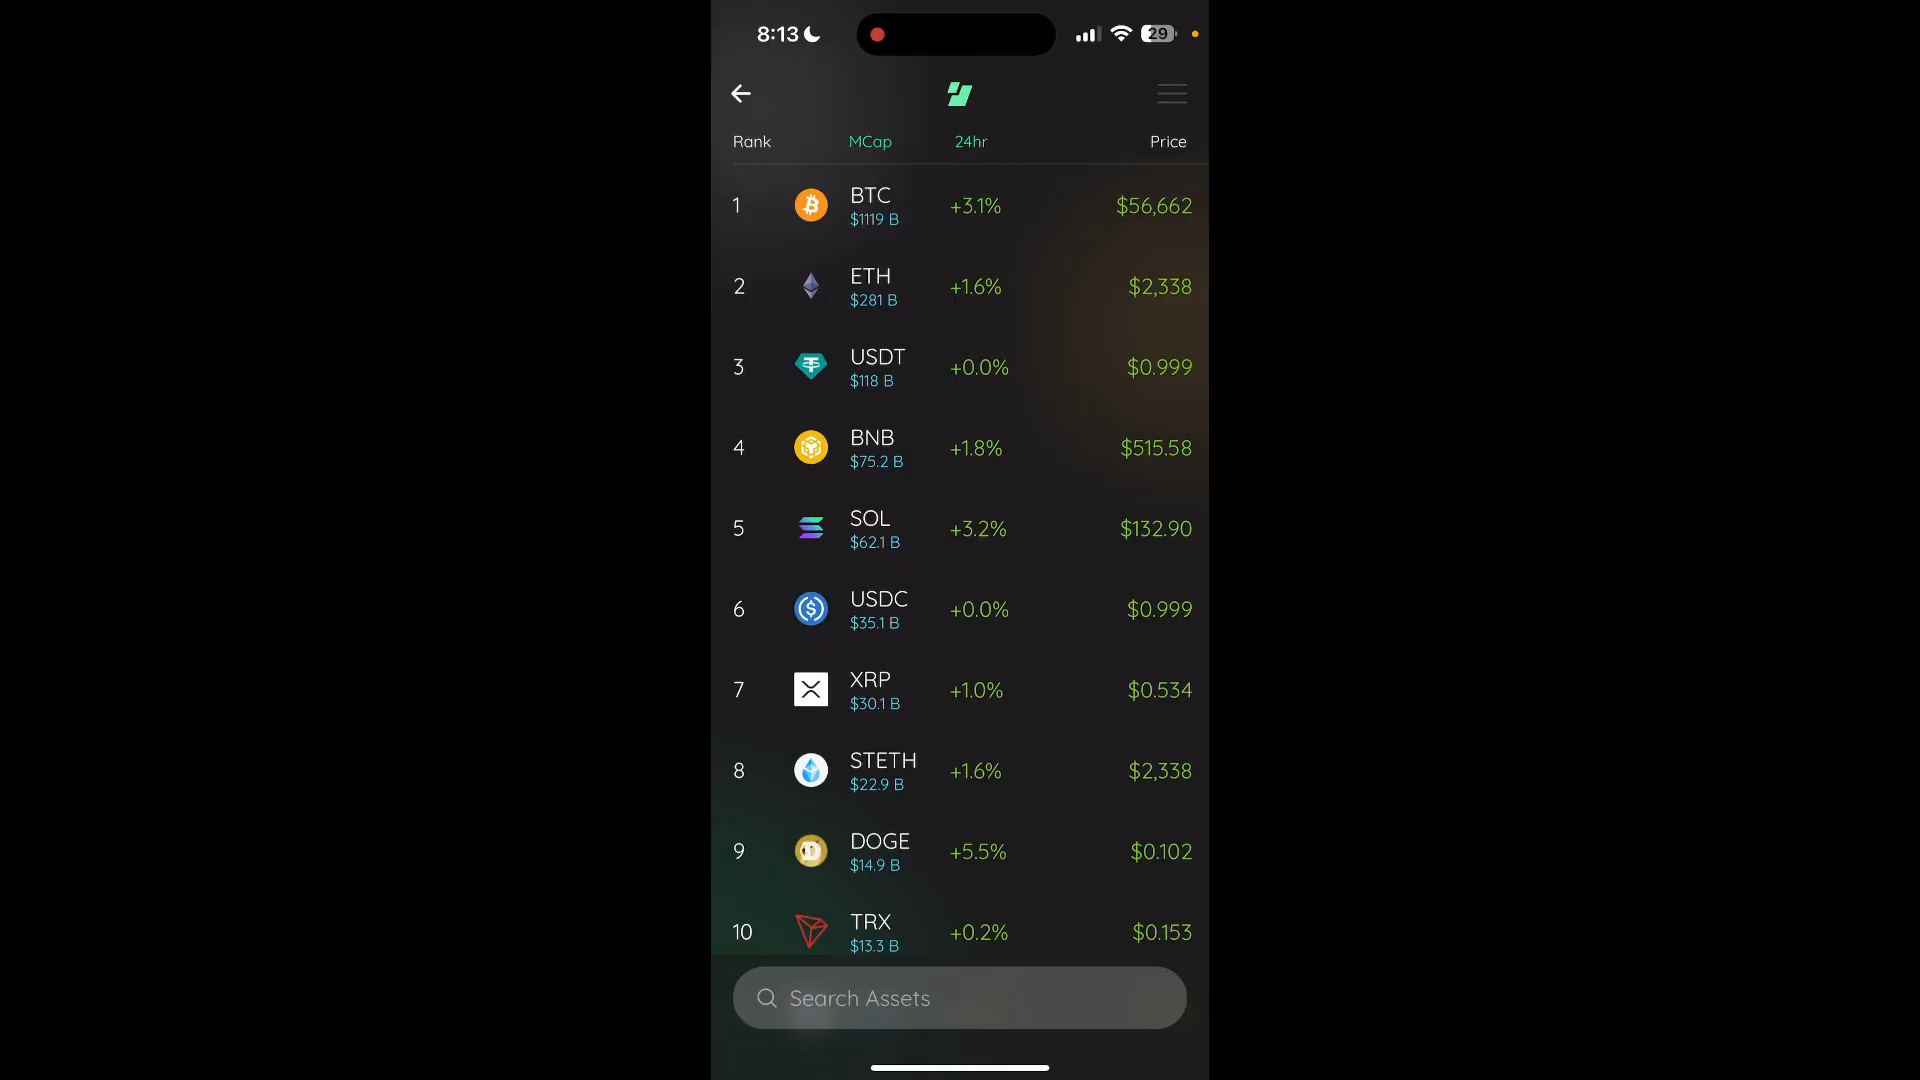 8:13
29
Rank MCap 24hr Price
1 BTC +3.1% $56,662
$1119 B
2 ETH +1.6% $2,338
$281 B
3 USDT +0.0% $0.999
$118 B
4 BNB +1.8% $515.58
$75.2 B
5 SOL +3.2% $132.90
$62.1 B
6 USDC +0.0% $0.999
$35.1 B
7 XRP +1.0% $0.534
$30.1 B
8 STETH +1.6% $2,338
$22.9 B
9 DOGE +5.5% $0.102
$14.9 B
10 TRX +0.2% $0.153
$13.3 B
Search Assets